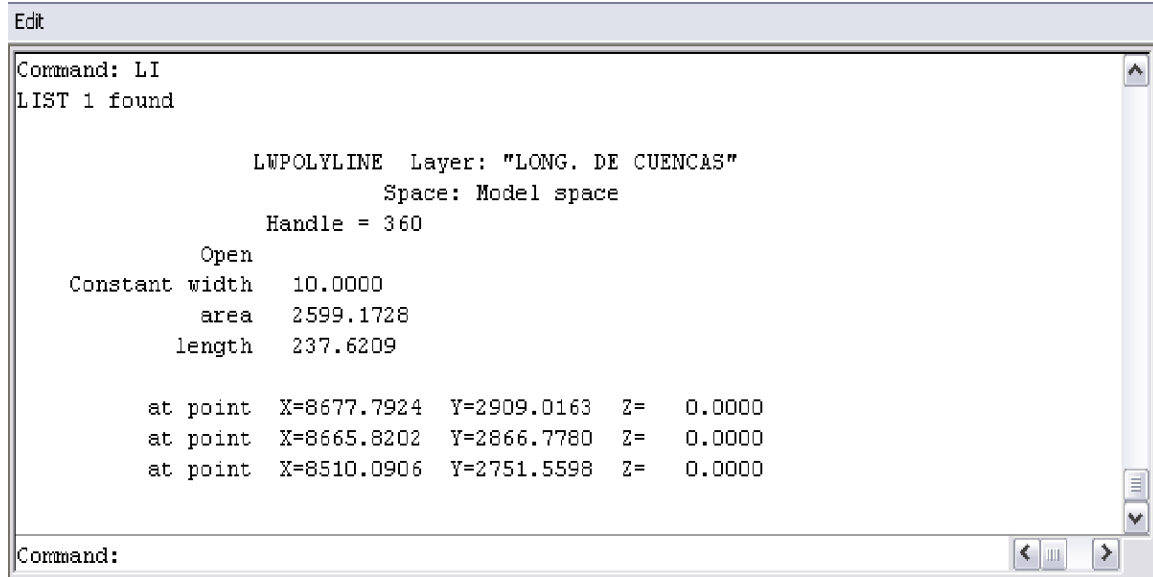 Edit
Command: LI
LIST 1 found
LWPOLYLINE Layer: "LONG. DE CUENCAS"
Space: Model space
Handle = 360
Open
Constant width 10.0000
area 2599.1728
length 237.6209
at point X=8677.7924 Y=2909.0163 Z= 0.0000
at point X=8665.8202 Y=2866.7780 Z= 0.0000
at point X=8510.0906 Y=2751.5598 Z= 0.0000
Command: